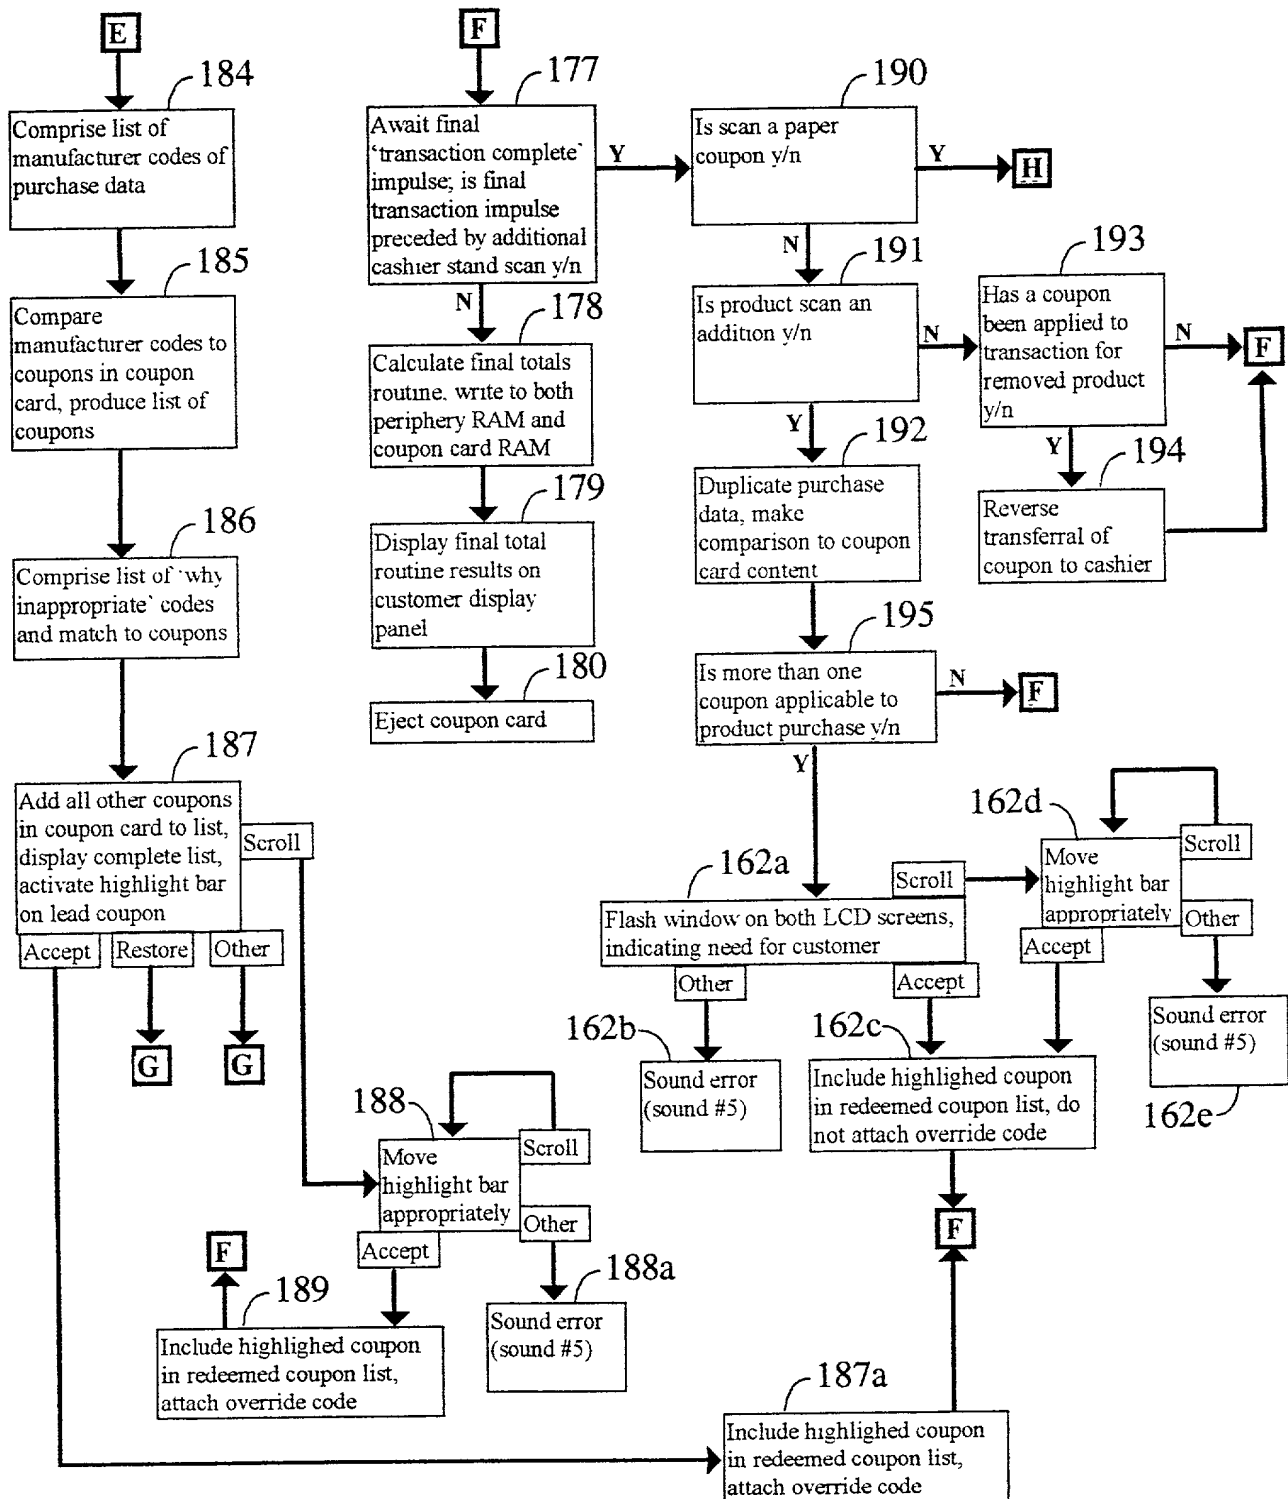 E
184
Comprise list of
manufacturer codes of
purchase data
185
Compare
manufacturer codes to
coupons in coupon
card, produce list of
coupons
186
Comprise list of 'why
inappropriate' codes
and match to coupons
187
Add all other coupons
in coupon card to list,
display complete list,
activate highlight bar
on lead coupon
Scroll
Accept
Restore
Other
G
G
188
Move
highlight bar
appropriately
Scroll
Other
Accept
188a
Sound error
(sound #5)
F
189
Include highlighed coupon
in redeemed coupon list,
attach override code
187a
Include highlighed coupon
in redeemed coupon list,
attach override code
F
177
Await final
'transaction complete'
impulse; is final
transaction impulse
preceded by additional
cashier stand scan y/n
Y
N
178
Calculate final totals
routine, write to both
periphery RAM and
coupon card RAM
179
Display final total
routine results on
customer display
panel
180
Eject coupon card
190
Is scan a paper
coupon y/n
Y
H
N
191
Is product scan an
addition y/n
N
Y
193
Has a coupon
been applied to
transaction for
removed product
y/n
N
F
Y
194
Reverse
transferral of
coupon to cashier
192
Duplicate purchase
data, make
comparison to coupon
card content
195
Is more than one
coupon applicable to
product purchase y/n
N
F
Y
162a
Flash window on both LCD screens,
indicating need for customer
Scroll
Other
Accept
162b
Sound error
(sound #5)
162c
Include highlighed coupon
in redeemed coupon list, do
not attach override code
F
162d
Move
highlight bar
appropriately
Scroll
Other
Accept
Sound error
(sound #5)
162e